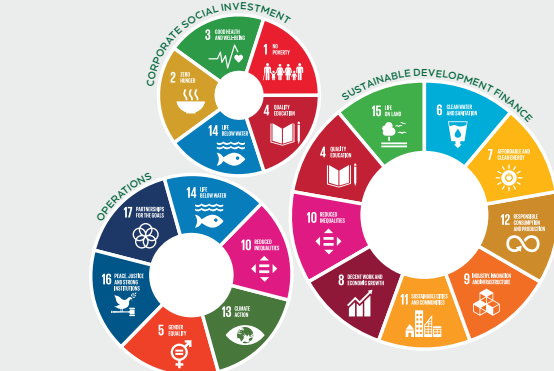 CORPORATE SOCIAL INVESTMENT
3 GOOD HEALTH
AND WELL-BEING
1 NO
POVERTY
2 ZERO
HUNGER
4 QUALITY
EDUCATION
14 LIFE
BELOW WATER
SUSTAINABLE DEVELOPMENT FINANCE
15 LIFE
ON LAND
6 CLEAN WATER
AND SANITATION
4 QUALITY
EDUCATION
7 AFFORDABLE AND
CLEAN ENERGY
10 REDUCED
INEQUALITIES
12 RESPONSIBLE
CONSUMPTION
AND PRODUCTION
8 DECENT WORK AND
ECONOMIC GROWTH
9 INDUSTRY, INNOVATION
AND INFRASTRUCTURE
11 SUSTAINABLE CITIES
AND COMMUNITIES
OPERATIONS
14 LIFE
BELOW WATER
17 PARTNERSHIPS
FOR THE GOALS
10 REDUCED
INEQUALITIES
16 PEACE, JUSTICE
AND STRONG
INSTITUTIONS
13 CLIMATE
ACTION
5 GENDER
EQUALITY